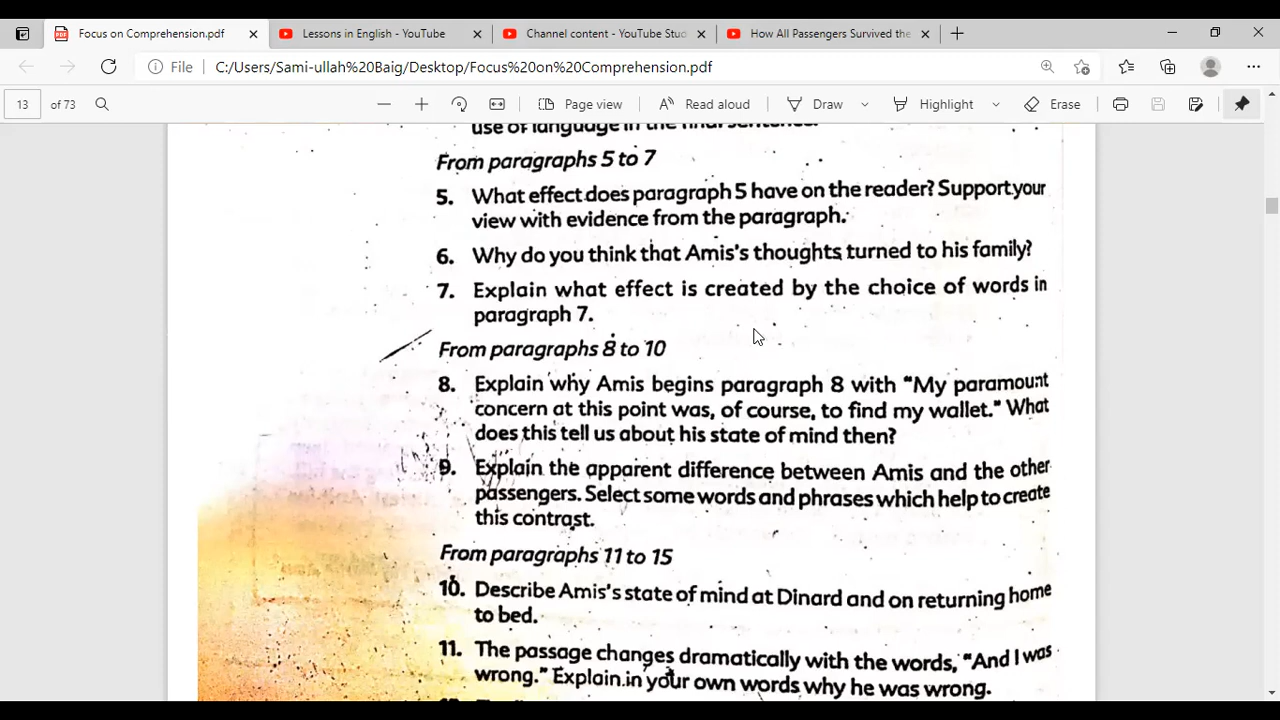 Focus on Comprehension.pdf
Lessons in English - YouTube
Channel content - YouTube Stud
How All Passengers Survived the
File
C:/Users/Sami-ullah%20Baig/Desktop/Focus%20on%20Comprehension.pdf
13 of 73
Page view
Read aloud
Draw
Highlight
Erase
use of language in the final sentence.
From paragraphs 5 to 7
5. What effect does paragraph 5 have on the reader? Support your
view with evidence from the paragraph.
6. Why do you think that Amis's thoughts turned to his family?
7. Explain what effect is created by the choice of words in
paragraph 7.
From paragraphs 8 to 10
8. Explain why Amis begins paragraph 8 with “My paramount
concern at this point was, of course, to find my wallet.” What
does this tell us about his state of mind then?
9. Explain the apparent difference between Amis and the other
passengers. Select some words and phrases which help to create
this contrast.
From paragraphs 11 to 15
10. Describe Amis's state of mind at Dinard and on returning home
to bed.
11. The passage changes dramatically with the words, “And I was
wrong.” Explain in your own words why he was wrong.